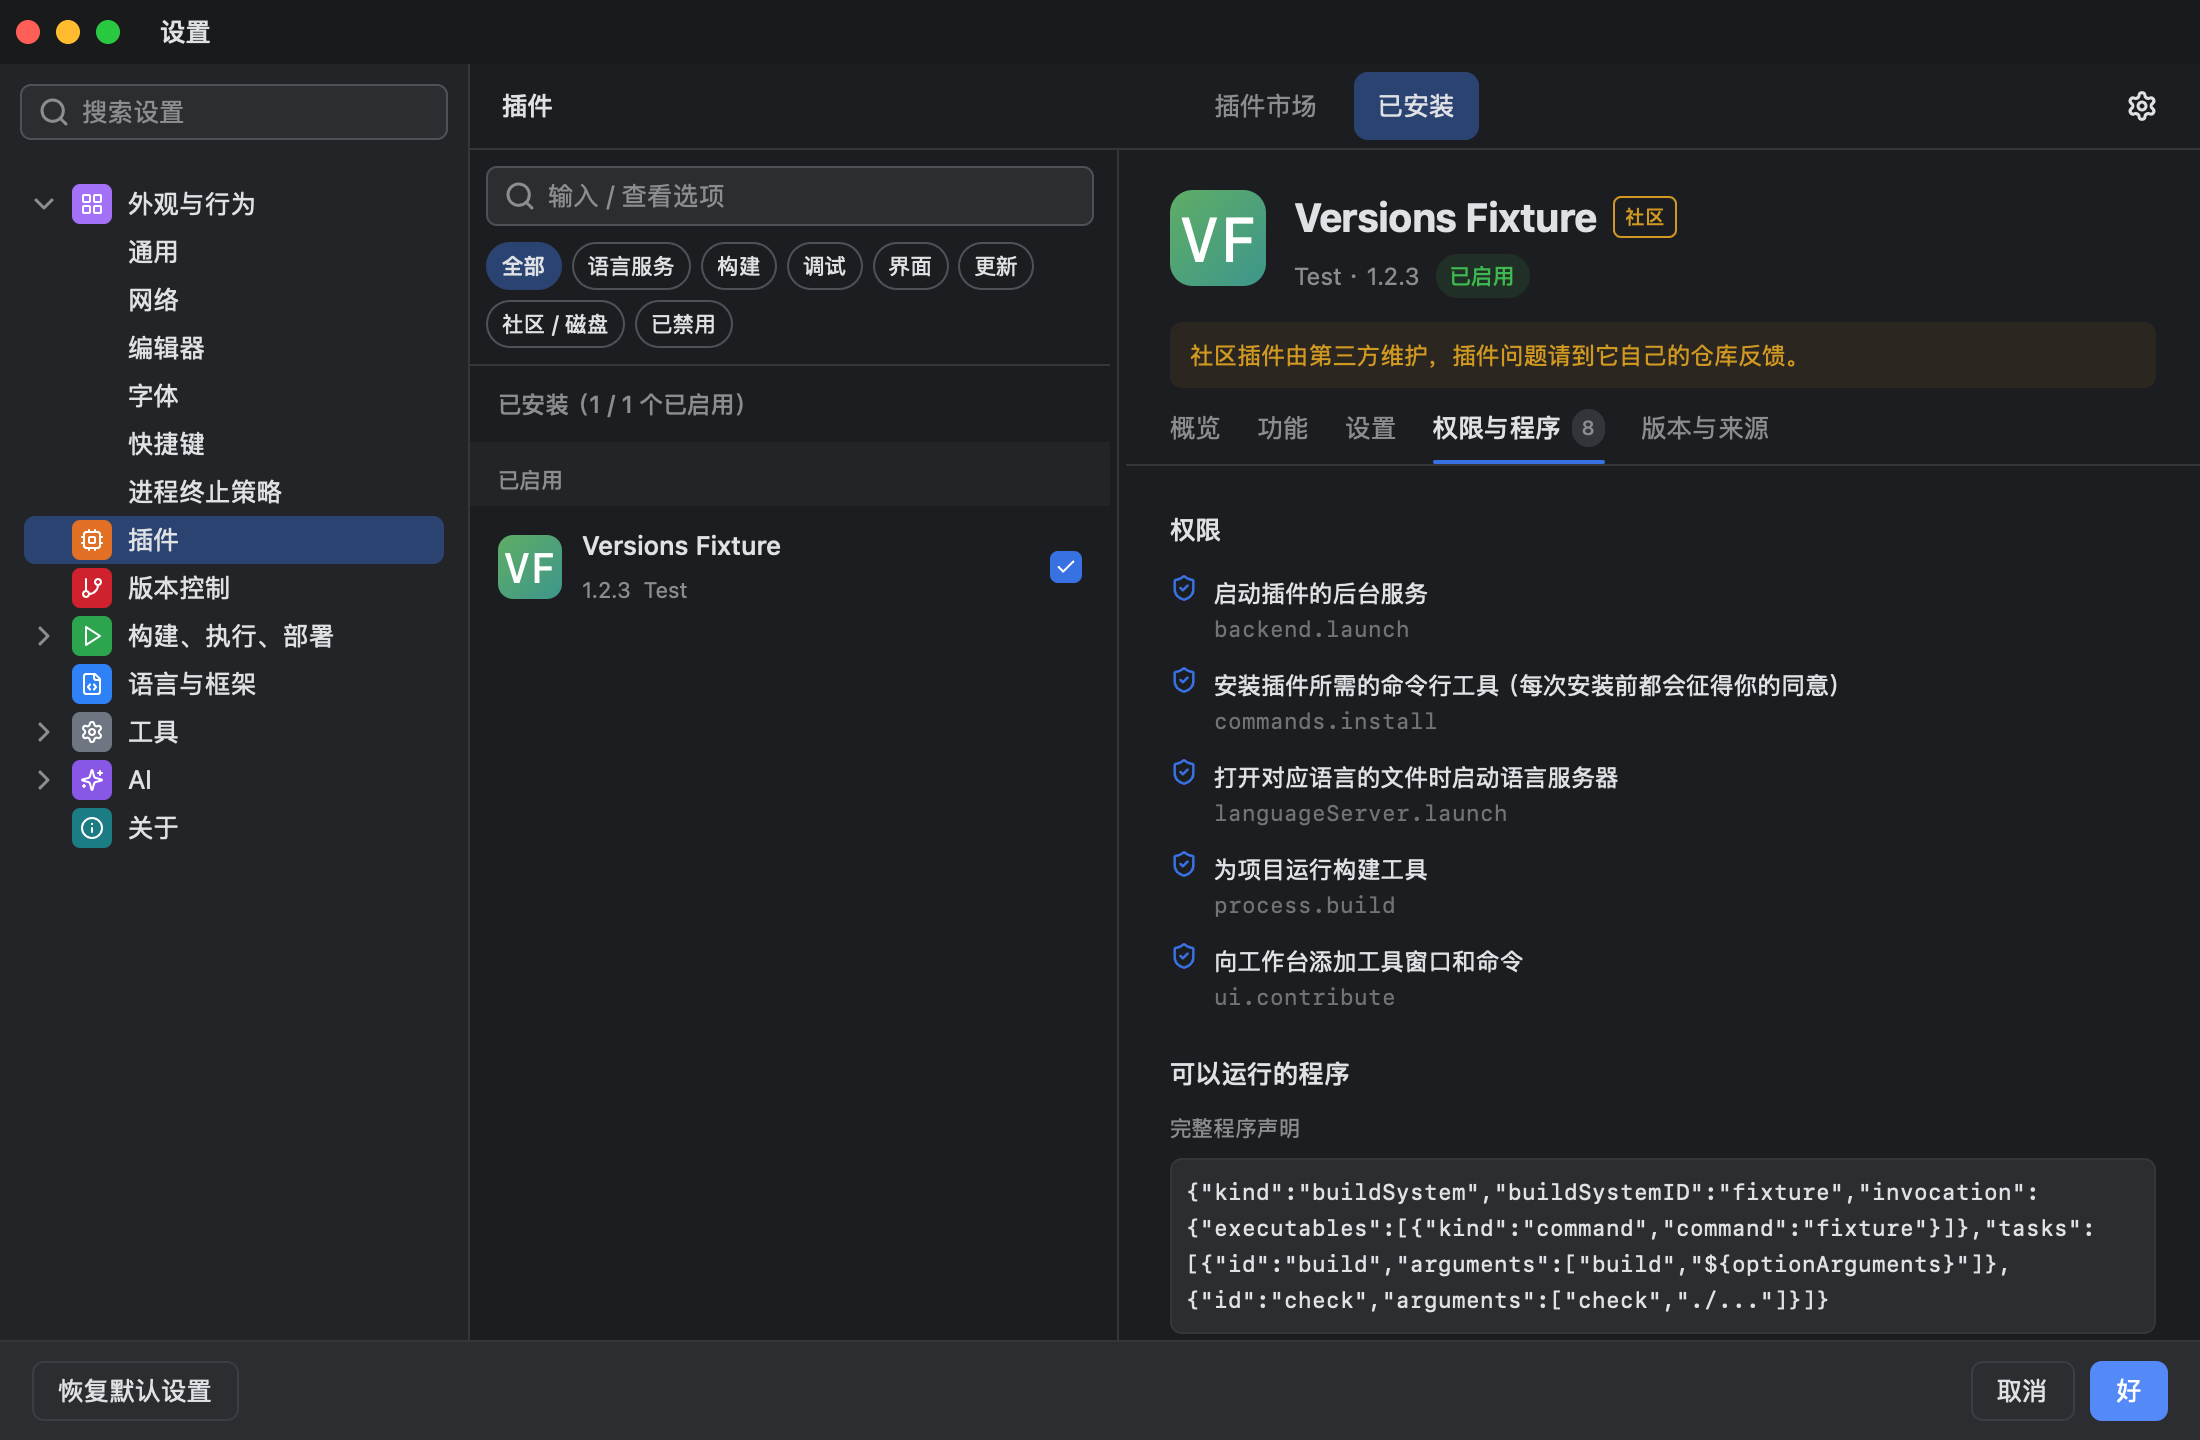 设置
搜索设置
外观与行为
通用
网络
编辑器
字体
快捷键
进程终止策略
插件
版本控制
构建、执行、部署
语言与框架
工具
AI
关于
插件
插件市场
已安装
输入 / 查看选项
全部
语言服务
构建
调试
界面
更新
社区 / 磁盘
已禁用
已安装（1 / 1 个已启用）
已启用
VF
Versions Fixture
1.2.3 Test
VF
Versions Fixture
社区
Test · 1.2.3
已启用
社区插件由第三方维护，插件问题请到它自己的仓库反馈。
概览
功能
设置
权限与程序 8
版本与来源
权限
启动插件的后台服务
backend.launch
安装插件所需的命令行工具（每次安装前都会征得你的同意）
commands.install
打开对应语言的文件时启动语言服务器
languageServer.launch
为项目运行构建工具
process.build
向工作台添加工具窗口和命令
ui.contribute
可以运行的程序
完整程序声明
{"kind":"buildSystem","buildSystemID":"fixture","invocation":
{"executables":[{"kind":"command","command":"fixture"}]},"tasks":
[{"id":"build","arguments":["build","${optionArguments}"]},
{"id":"check","arguments":["check","./..."]}]}
恢复默认设置
取消
好